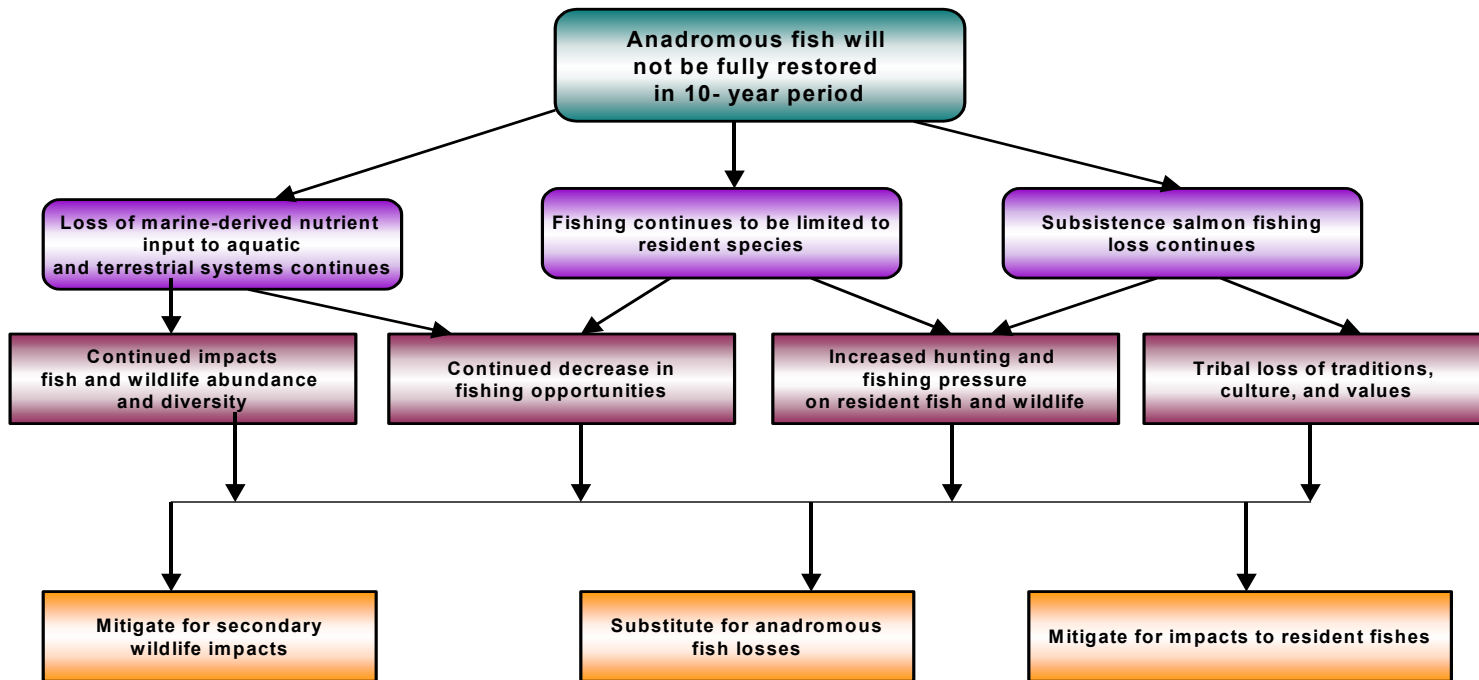 Anadromous fish will
not be fully restored
in 10- year period
Loss of marine-derived nutrient
input to aquatic
and terrestrial systems continues
Fishing continues to be limited to
resident species
Subsistence salmon fishing
loss continues
Continued impacts
fish and wildlife abundance
and diversity
Continued decrease in
fishing opportunities
Increased hunting and
fishing pressure
on resident fish and wildlife
Tribal loss of traditions,
culture, and values
Mitigate for secondary
wildlife impacts
Substitute for anadromous
fish losses
Mitigate for impacts to resident fishes